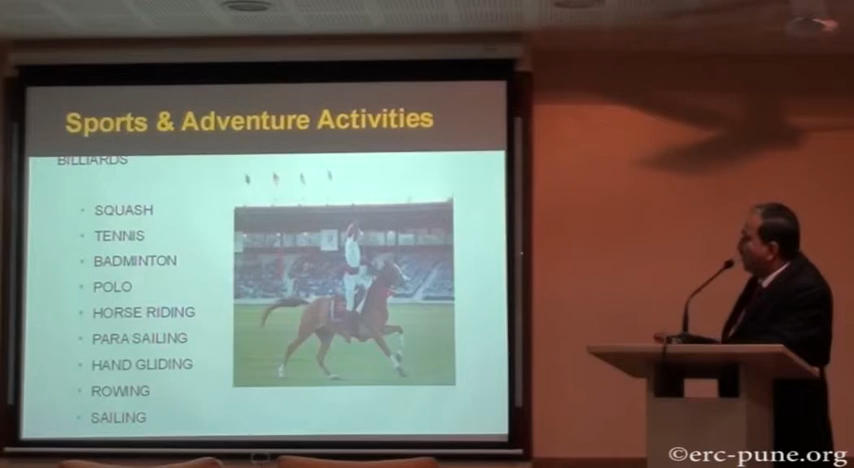 Sports & Adventure Activities
BILLIARDS
SQUASH
TENNIS
BADMINTON
POLO
HORSE RIDING
PARA SAILING
HAND GLIDING
ROWING
SAILING
©erc-pune.org